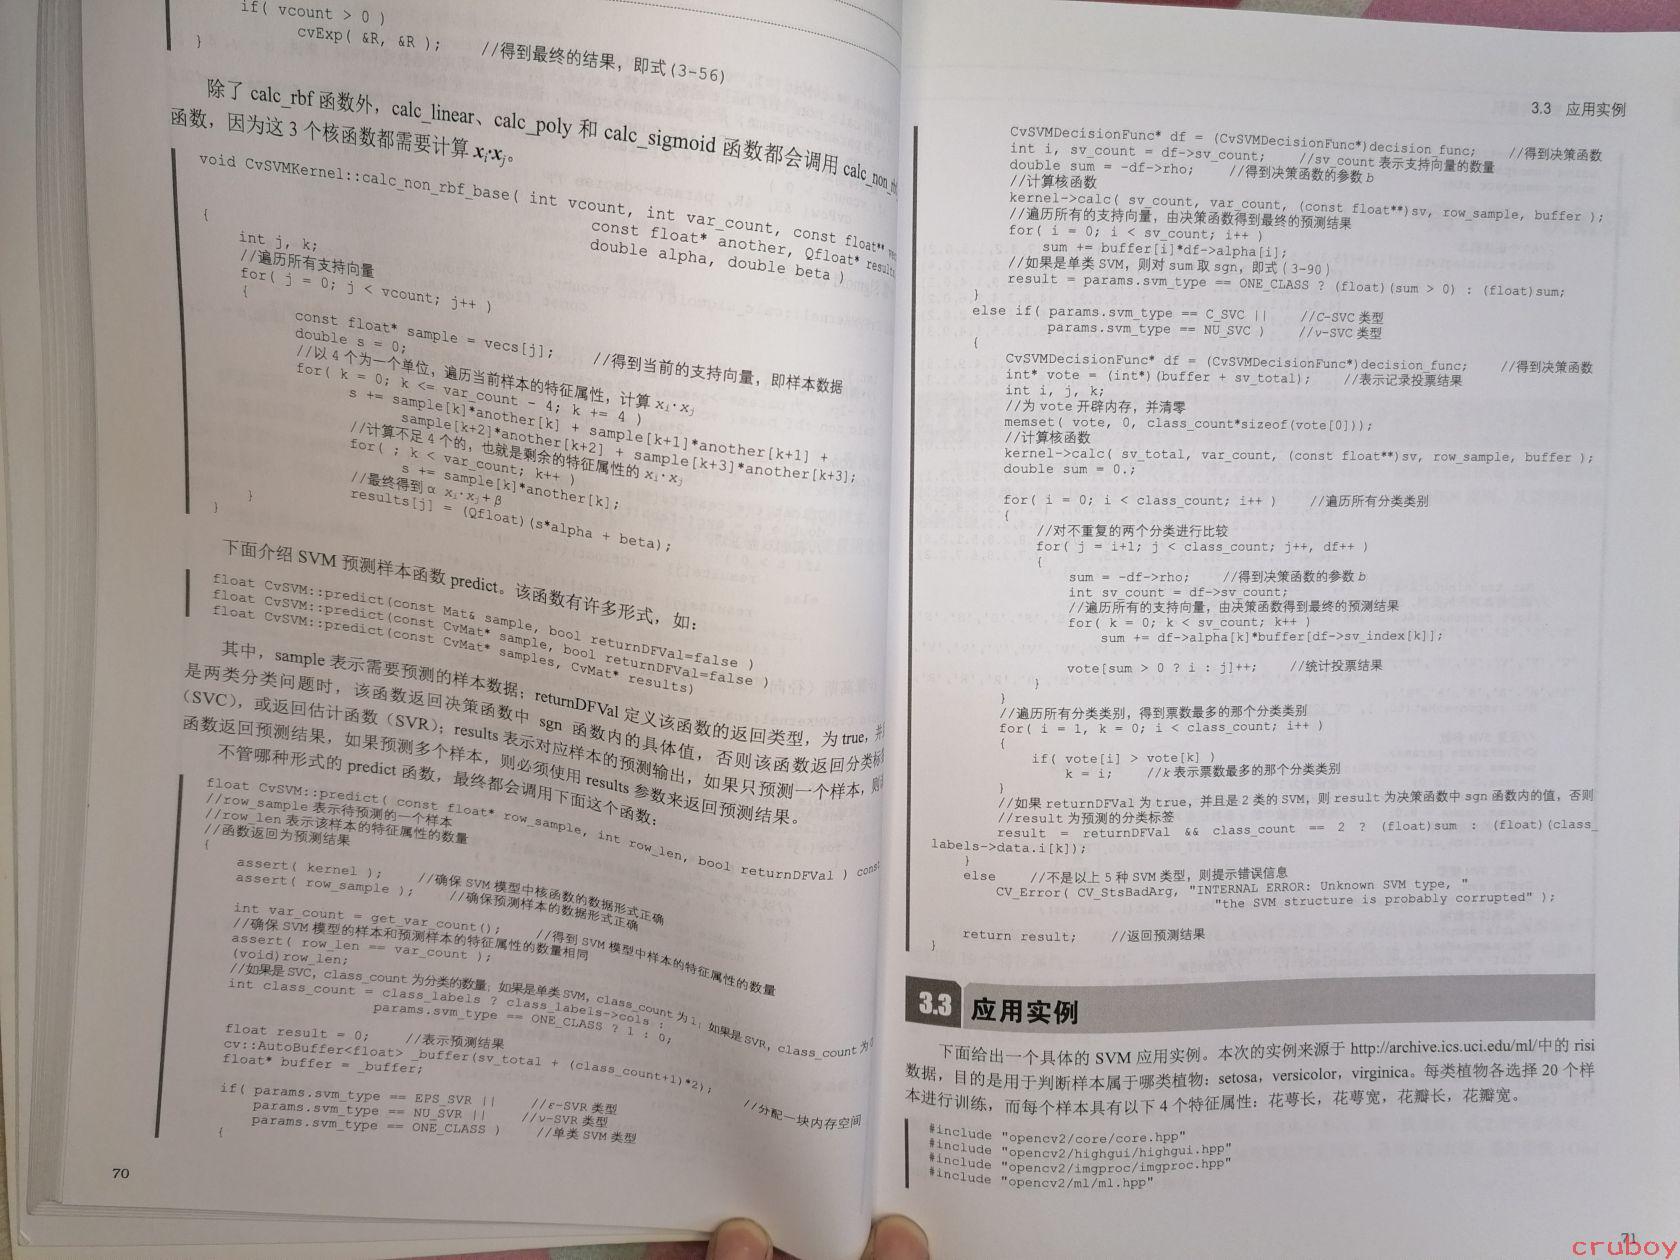 if( vcount > 0 )
cvExp( &R, &R );    //得到最终的结果，即式(3-56)
}
除了 calc_rbf 函数外，calc_linear、calc_poly 和 calc_sigmoid 函数都会调用 calc_non_rbf
函数，因为这 3 个核函数都需要计算 xi·xj。
void CvSVMKernel::calc_non_rbf_base( int vcount, int var_count, const float**
const float* another, Qfloat* results
double alpha, double beta )
{
int j, k;
//遍历所有支持向量
for( j = 0; j < vcount; j++ )
{
const float* sample = vecs[j];    //得到当前的支持向量，即样本数据
double s = 0;
//以 4 个为一个单位，遍历当前样本的特征属性，计算 xi·xj
for( k = 0; k <= var_count - 4; k += 4 )
s += sample[k]*another[k] + sample[k+1]*another[k+1] +
sample[k+2]*another[k+2] + sample[k+3]*another[k+3];
//计算不足 4 个的，也就是剩余的特征属性的 xi·xj
for( ; k < var_count; k++ )
s += sample[k]*another[k];
//最终得到 α xi·xj+β
results[j] = (Qfloat)(s*alpha + beta);
}
}
下面介绍 SVM 预测样本函数 predict。该函数有许多形式，如：
float CvSVM::predict(const Mat& sample, bool returnDFVal=false )
float CvSVM::predict(const CvMat* sample, bool returnDFVal=false )
float CvSVM::predict(const CvMat* samples, CvMat* results)
其中，sample 表示需要预测的样本数据；returnDFVal 定义该函数的返回类型，为 true，并
是两类分类问题时，该函数返回决策函数中 sgn 函数内的具体值，否则该函数返回分类标
（SVC），或返回估计函数（SVR）；results 表示对应样本的预测输出，如果只预测一个样本，则
函数返回预测结果，如果预测多个样本，则必须使用 results 参数来返回预测结果。
不管哪种形式的 predict 函数，最终都会调用下面这个函数：
float CvSVM::predict( const float* row_sample, int row_len, bool returnDFVal ) const
//row_sample 表示待预测的一个样本
//row_len 表示该样本的特征属性的数量
//函数返回为预测结果
{
assert( kernel );    //确保 SVM 模型中核函数的数据形式正确
assert( row_sample );    //确保预测样本的数据形式正确
int var_count = get_var_count();    //得到 SVM 模型中样本的特征属性的数量
//确保 SVM 模型的样本和预测样本的特征属性的数量相同
assert( row_len == var_count );
(void)row_len;
//如果是 SVC，class_count 为分类的数量；如果是单类 SVM，class_count 为 1；如果是 SVR，class_count 为 0
int class_count = class_labels ? class_labels->cols :
params.svm_type == ONE_CLASS ? 1 : 0;
float result = 0;    //表示预测结果
cv::AutoBuffer<float> _buffer(sv_total + (class_count+1)*2);    //分配一块内存空间
float* buffer = _buffer;
if( params.svm_type == EPS_SVR ||    //ε-SVR 类型
params.svm_type == NU_SVR ||    //ν-SVR 类型
params.svm_type == ONE_CLASS )    //单类 SVM 类型
{
70
3.3 应用实例
CvSVMDecisionFunc* df = (CvSVMDecisionFunc*)decision_func;    //得到决策函数
int i, sv_count = df->sv_count;    //sv_count 表示支持向量的数量
double sum = -df->rho;    //得到决策函数的参数 b
//计算核函数
kernel->calc( sv_count, var_count, (const float**)sv, row_sample, buffer );
//遍历所有的支持向量，由决策函数得到最终的预测结果
for( i = 0; i < sv_count; i++ )
sum += buffer[i]*df->alpha[i];
//如果是单类 SVM，则对 sum 取 sgn，即式(3-90)
result = params.svm_type == ONE_CLASS ? (float)(sum > 0) : (float)sum;
}
else if( params.svm_type == C_SVC ||    //C-SVC 类型
params.svm_type == NU_SVC )    //ν-SVC 类型
{
CvSVMDecisionFunc* df = (CvSVMDecisionFunc*)decision_func;    //得到决策函数
int* vote = (int*)(buffer + sv_total);    //表示记录投票结果
int i, j, k;
//为 vote 开辟内存，并清零
memset( vote, 0, class_count*sizeof(vote[0]));
//计算核函数
kernel->calc( sv_total, var_count, (const float**)sv, row_sample, buffer );
double sum = 0.;
for( i = 0; i < class_count; i++ )    //遍历所有分类类别
{
//对不重复的两个分类进行比较
for( j = i+1; j < class_count; j++, df++ )
{
sum = -df->rho;    //得到决策函数的参数 b
int sv_count = df->sv_count;
//遍历所有的支持向量，由决策函数得到最终的预测结果
for( k = 0; k < sv_count; k++ )
sum += df->alpha[k]*buffer[df->sv_index[k]];
vote[sum > 0 ? i : j]++;    //统计投票结果
}
}
//遍历所有分类类别，得到票数最多的那个分类类别
for( i = 1, k = 0; i < class_count; i++ )
{
if( vote[i] > vote[k] )
k = i;    //k 表示票数最多的那个分类类别
}
//如果 returnDFVal 为 true，并且是 2 类的 SVM，则 result 为决策函数中 sgn 函数内的值，否则
//result 为预测的分类标签
result = returnDFVal && class_count == 2 ? (float)sum : (float)(class_
labels->data.i[k]);
}
else    //不是以上 5 种 SVM 类型，则提示错误信息
CV_Error( CV_StsBadArg, "INTERNAL ERROR: Unknown SVM type, "
"the SVM structure is probably corrupted" );
return result;    //返回预测结果
}
3.3 应用实例
下面给出一个具体的 SVM 应用实例。本次的实例来源于 http://archive.ics.uci.edu/ml/中的 risi
数据，目的是用于判断样本属于哪类植物：setosa，versicolor，virginica。每类植物各选择 20 个样
本进行训练，而每个样本具有以下 4 个特征属性：花萼长，花萼宽，花瓣长，花瓣宽。
#include "opencv2/core/core.hpp"
#include "opencv2/highgui/highgui.hpp"
#include "opencv2/imgproc/imgproc.hpp"
#include "opencv2/ml/ml.hpp"
71
cruboy